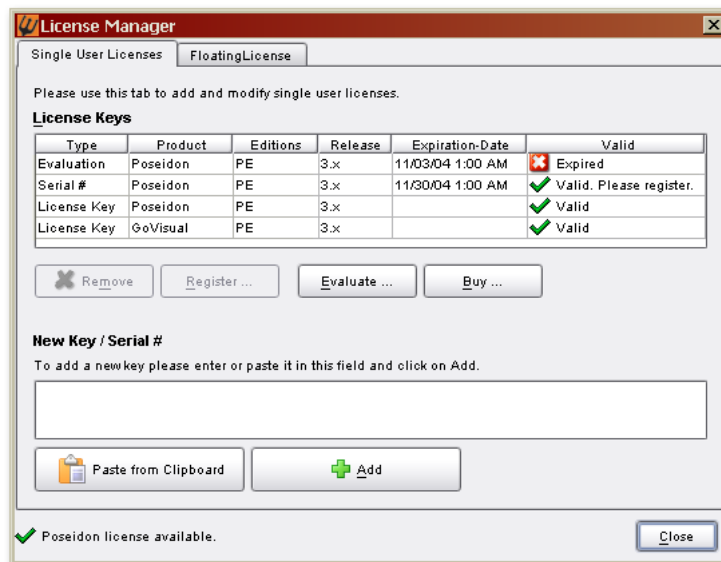 License Manager
Single User Licenses FloatingLicense
Please use this tab to add and modify single user licenses.
License Keys
Type Product Editions Release Expiration-Date Valid
Evaluation Poseidon PE 3.x 11/03/04 1:00 AM Expired
Serial # Poseidon PE 3.x 11/30/04 1:00 AM Valid. Please register.
License Key Poseidon PE 3.x Valid
License Key GoVisual PE 3.x Valid
Remove Register ... Evaluate ... Buy ...
New Key / Serial #
To add a new key please enter or paste it in this field and click on Add.
Paste from Clipboard Add
Poseidon license available. Close